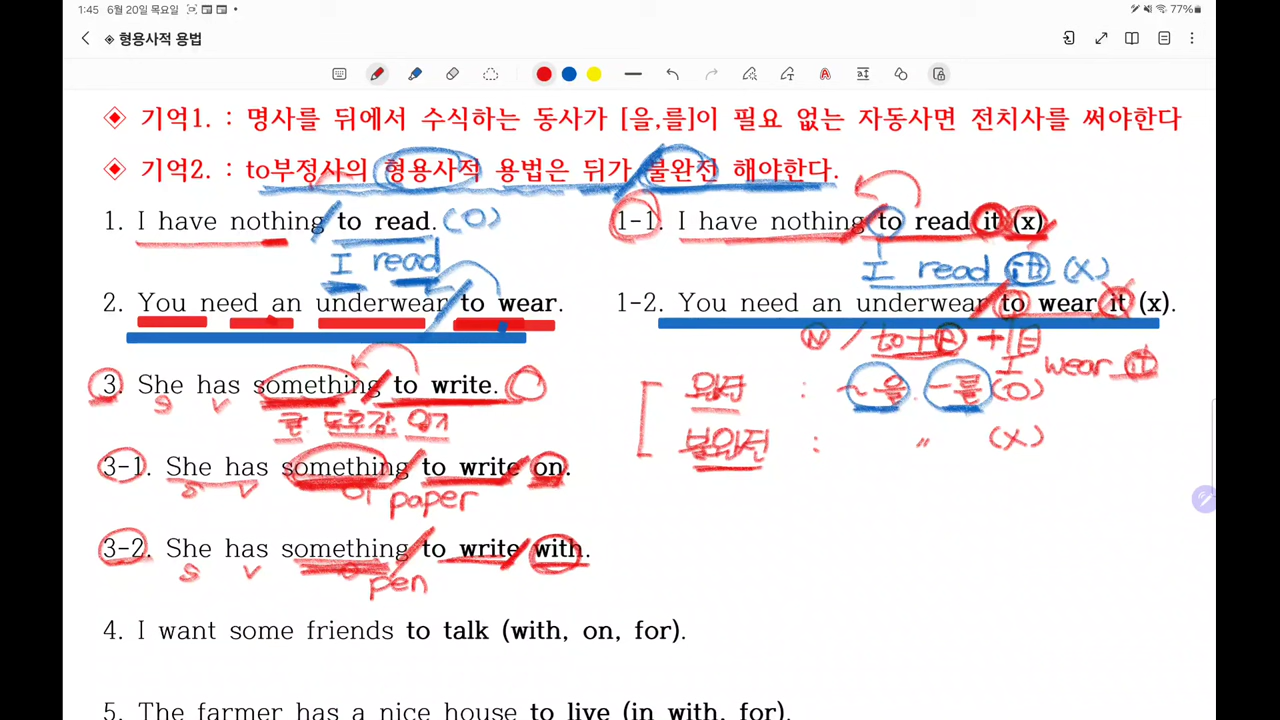 1:45 6월 20일 목요일 77%
형용사적 용법
기억1. : 명사를 뒤에서 수식하는 동사가 [을,를]이 필요 없는 자동사면 전치사를 써야한다
기억2. : to부정사의 형용사적 용법은 뒤가 불완전 해야한다.
1. I have nothing to read. (O)
I read
1-1. I have nothing to read it (x)
I read it (X)
2. You need an underwear to wear.
1-2. You need an underwear to wear it (x).
N / to+R + 目
I wear it
3. She has something to write.
S V
글 독후감 일기
완전 : ~을. ~를 (O)
불완전 : 〃 (X)
3-1. She has something to write on.
S V paper
3-2. She has something to write with.
S V pen
4. I want some friends to talk (with, on, for).
5. The farmer has a nice house to live (in with, for).